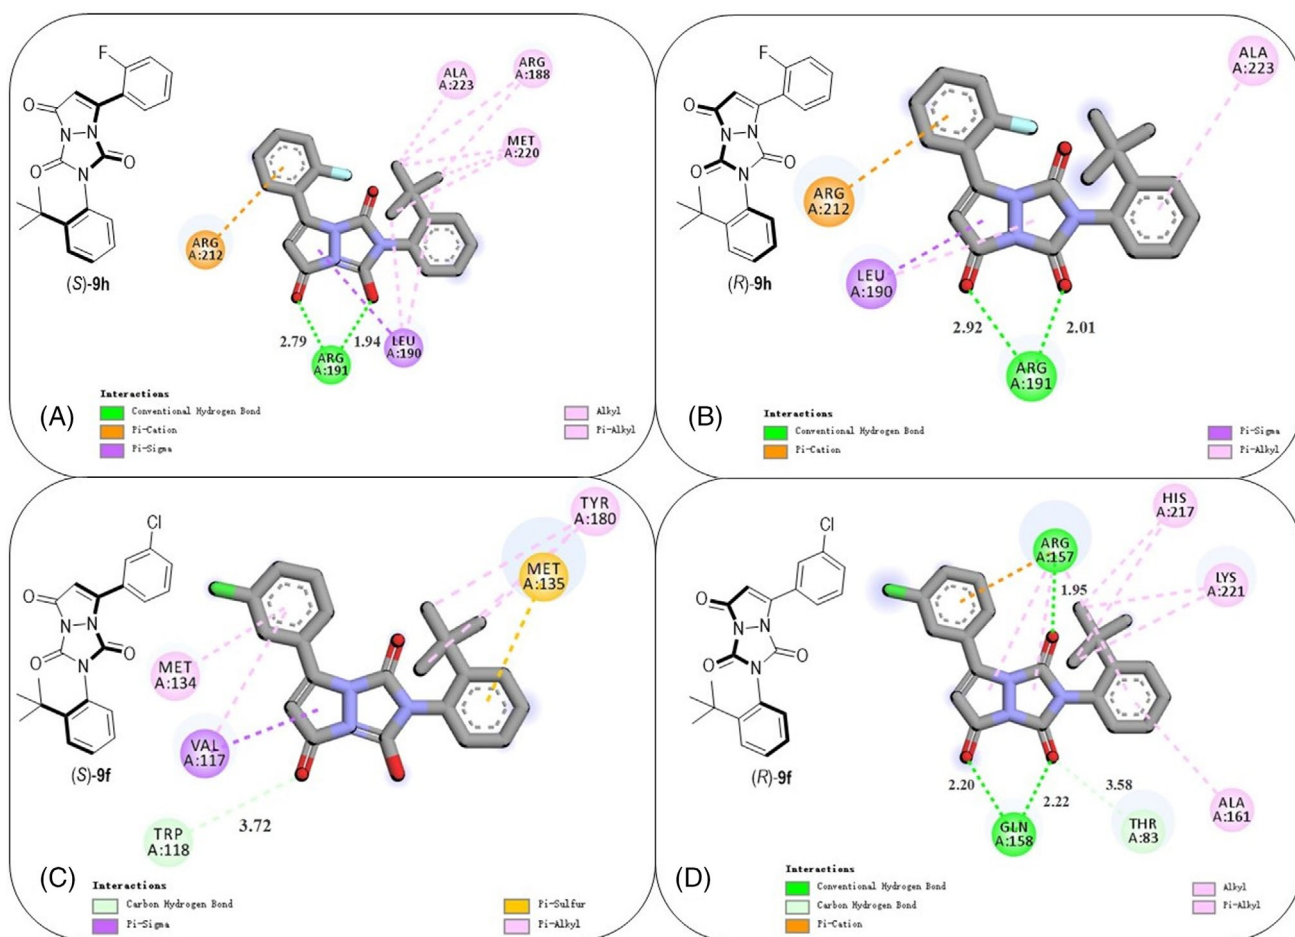 F
O
N
N
O
O
N
(S)-9h
ALA
A:223
ARG
A:188
MET
A:220
ARG
A:212
2.79
1.94
ARG
A:191
LEU
A:190
(A)
Interactions
Conventional Hydrogen Bond
Pi-Cation
Pi-Sigma
Alkyl
Pi-Alkyl
F
O
N
N
O
O
N
(R)-9h
ALA
A:223
ARG
A:212
LEU
A:190
2.92
2.01
ARG
A:191
(B)
Interactions
Conventional Hydrogen Bond
Pi-Cation
Pi-Sigma
Pi-Alkyl
Cl
O
N
N
O
O
N
(S)-9f
TYR
A:180
MET
A:135
MET
A:134
VAL
A:117
3.72
TRP
A:118
(C)
Interactions
Carbon Hydrogen Bond
Pi-Sigma
Pi-Sulfur
Pi-Alkyl
Cl
O
N
N
O
O
N
(R)-9f
HIS
A:217
ARG
A:157
LYS
A:221
1.95
2.20
2.22
3.58
GLN
A:158
THR
A:83
ALA
A:161
(D)
Interactions
Conventional Hydrogen Bond
Carbon Hydrogen Bond
Pi-Cation
Alkyl
Pi-Alkyl